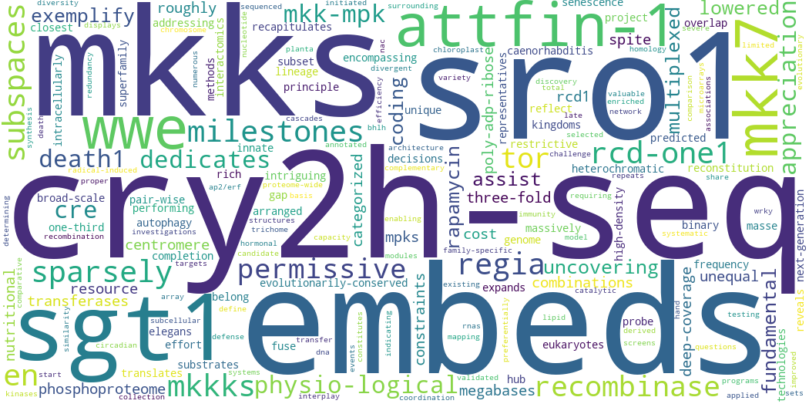 diversity
exemplify
roughly
addressing
closest
displays
recapitulates
superfamily
chromosome
numerous
mkks
mkk-mpk
sequenced
initiated
nucleotide
interactomics
methods
subset
lineage
encompassing
principle
planta
efficiency
nac
redundancy
intracellularly
subspaces
synthesis
death
cascades
bhlh
senescence
surrounding
attfin-1
project
chloroplast
homology
spite
overlap
caenorhabditis
divergent
variety
unique
representatives
total
discovery
severe
comparison
microarrays
limited
valuable
enriched
evolutionary
associations
lowered
multiplexed
sro1
mkk7
appreciation
wwe
milestones
coding
poly-adp-ribose
rcd1
reflect
late
kingdoms
network
selected
predicted
annotated
architecture
complementary
death1
dedicates
innate
decisions.
tor
restrictive
heterochromatic
reconstitution
rcd-one1
radical-induced
proper
ap2/erf
rich
intriguing
proteome-wide
gap
basis
categorized
rapamycin
assist
repeats
challenge
share
broad-scale
pair-wise
performing
three-fold
requiring
high-density
wrky
targets
determining
cre
one-third
autophagy
arranged
structures
trichome
investigations
recombination
mpks
cost
massively
immunity
systematic
binary
masse
next-generation
cry2h-seq
centromere
completion
hormonal
capacity
enabling
candidate
modules
family-specific
genome
model
sparsely
permissive
regia
uncovering
frequency
unequal
resource
targets
evolutionarily-conserved
existing
combinations
deep-coverage
fundamental
nutritional
comparative
transferases
belong
subcellular
array
elegans
similarity
circadian
define
effort
defense
fuse
constraints
expands
catalytic
probe
preferentially
hand
reveals
technologies
sgt1
embeds
translates
transfer
rnas
lipid
derived
testing
indicating
mapping
screens
questions
eukaryotes
constitutes
dna
substrates
validated
hub
programs
improved
start
systems
events
en
phosphoproteome
mkkks
physio-logical
megabases
recombinase
kinases
collection
interplay
coordination
applied
sets